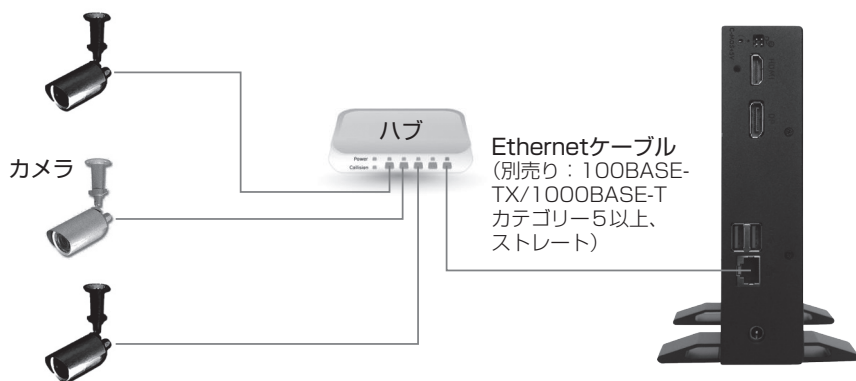 ハブ
Power
Collision
カメラ
Ethernetケーブル
(別売り：100BASE-
TX/1000BASE-T
カテゴリー5以上、
ストレート)